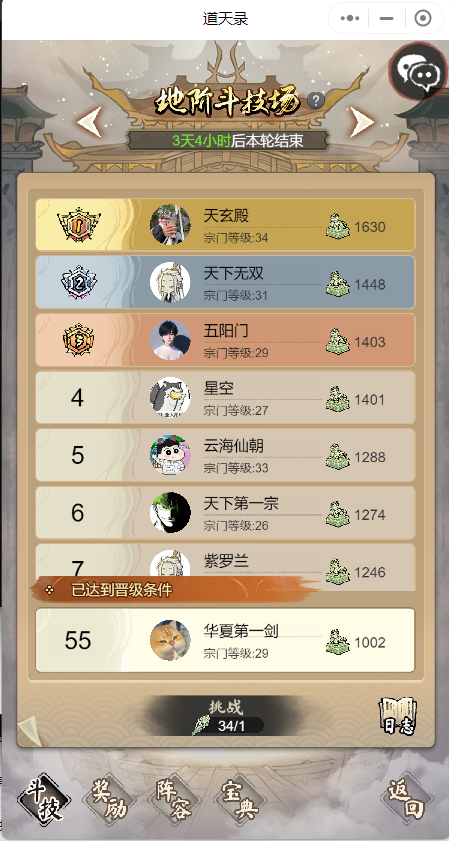 道天录
地阶斗技场 ?
3天4小时后本轮结束
1 天玄殿 1630
宗门等级:34
2 天下无双 1448
宗门等级:31
3 五阳门 1403
宗门等级:29
4 星空 1401
宗门等级:27
5 云海仙朝 1288
宗门等级:33
6 天下第一宗 1274
宗门等级:26
7 紫罗兰 1246
已达到晋级条件
55 华夏第一剑 1002
宗门等级:29
挑战
34/1
日志
斗技 奖励 阵容 宝典 返回